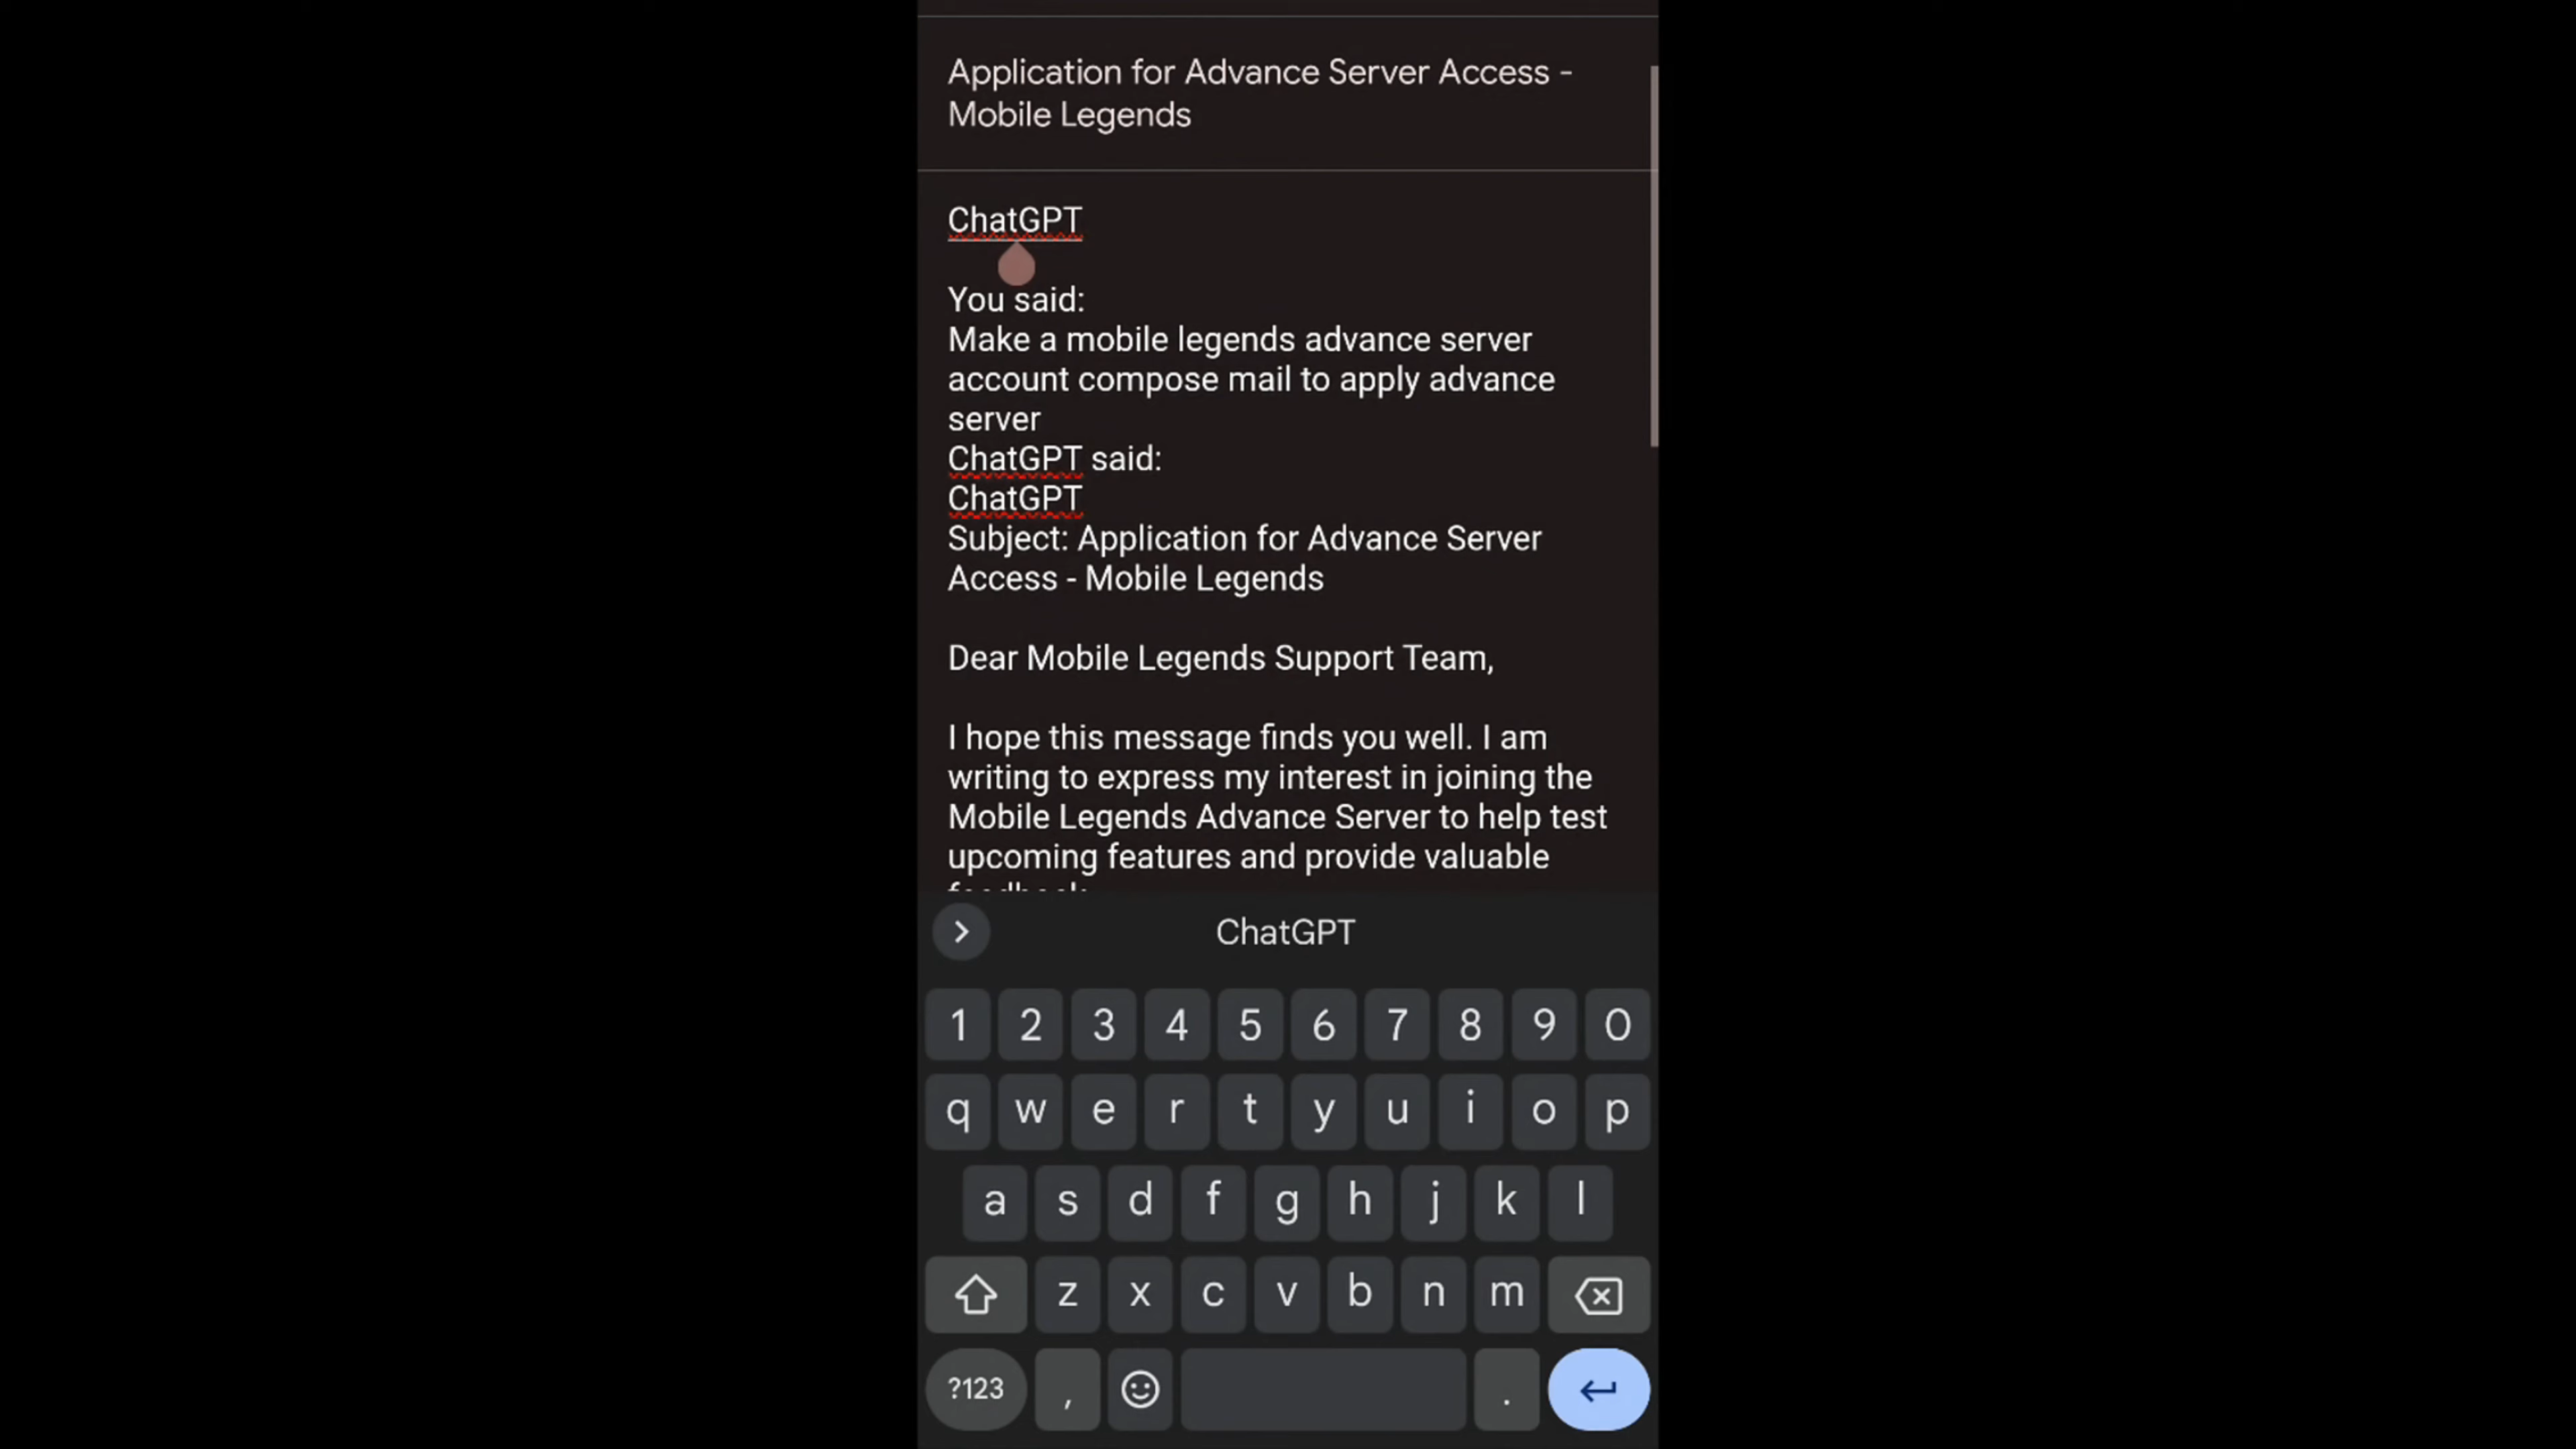 Application for Advance Server Access -
Mobile Legends
ChatGPT
You said:
Make a mobile legends advance server
account compose mail to apply advance
server
ChatGPT said:
ChatGPT
Subject: Application for Advance Server
Access - Mobile Legends
Dear Mobile Legends Support Team,
I hope this message finds you well. I am
writing to express my interest in joining the
Mobile Legends Advance Server to help test
upcoming features and provide valuable
ChatGPT
1 2 3 4 5 6 7 8 9 0
q w e r t y u i o p
a s d f g h j k l
z x c v b n m
?123 , .